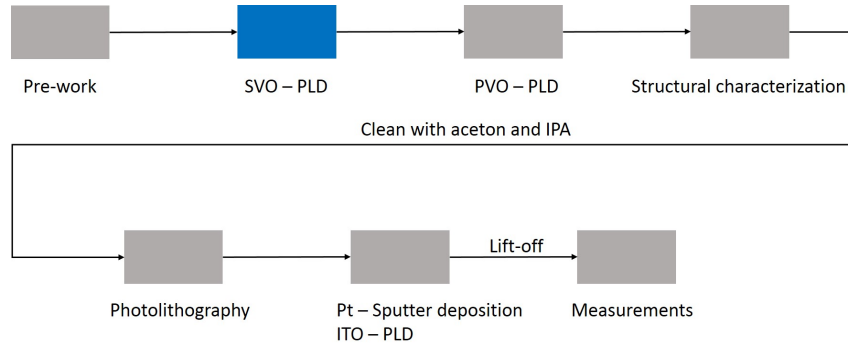 Pre-work
SVO – PLD
PVO – PLD
Structural characterization
Clean with aceton and IPA
Lift-off
Photolithography
Pt – Sputter deposition
ITO – PLD
Measurements